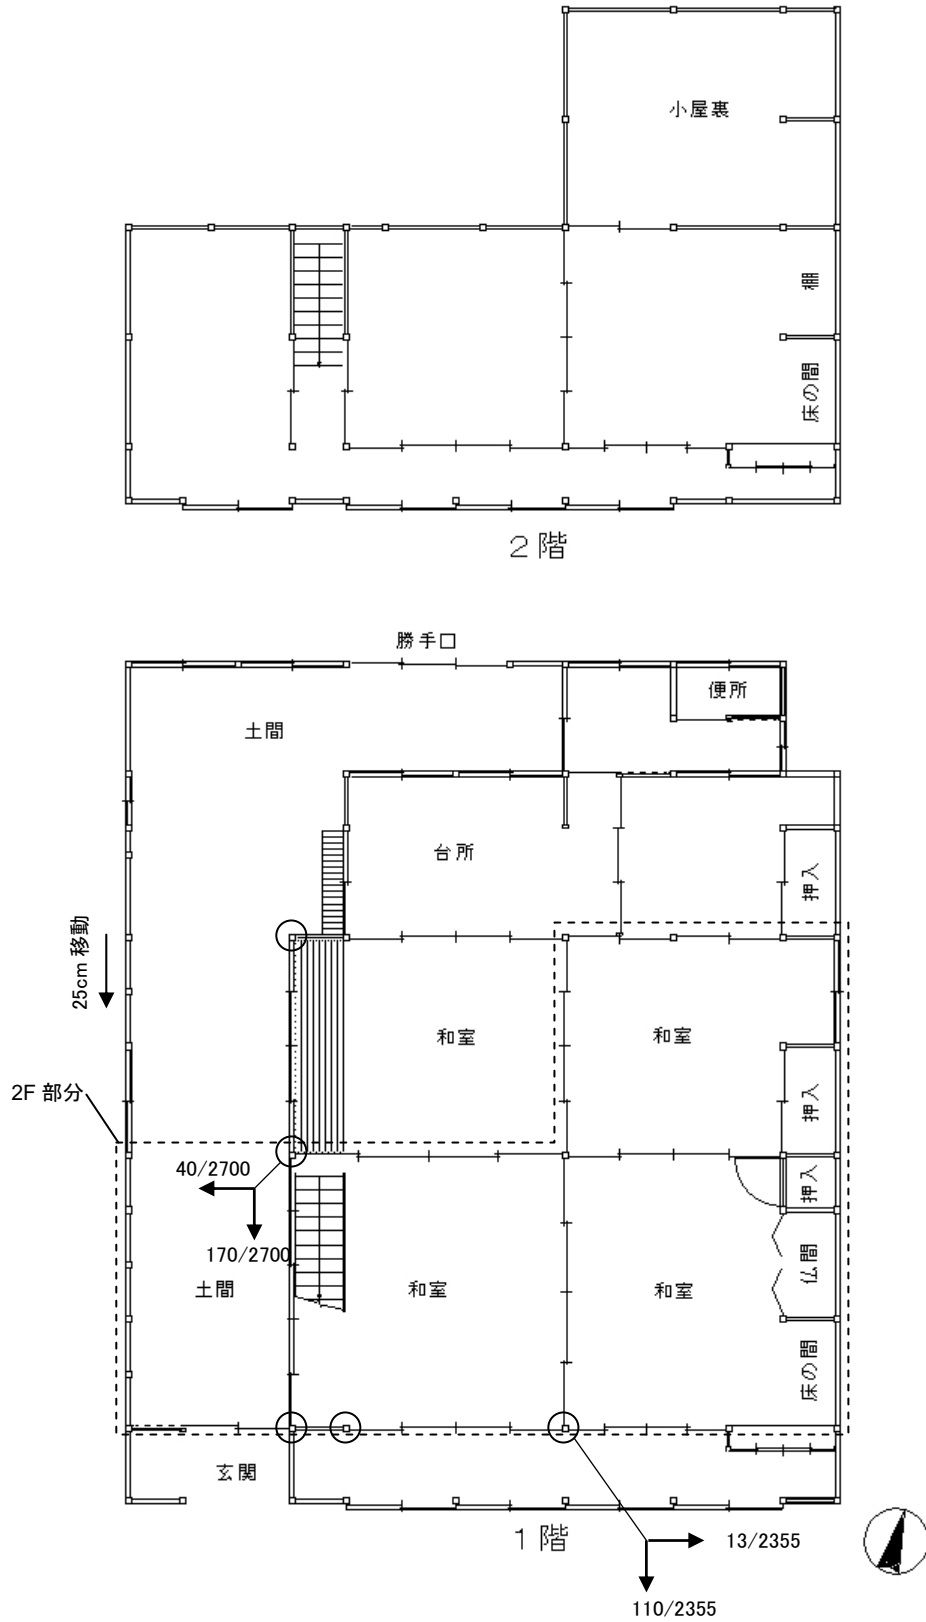 小屋裏
棚
床の間
2階
勝手口
便所
土間
台所
押入
25cm 移動
和室
和室
押入
2F 部分
押入
40/2700
170/2700
仏間
土間
和室
和室
床の間
玄関
1階
13/2355
110/2355